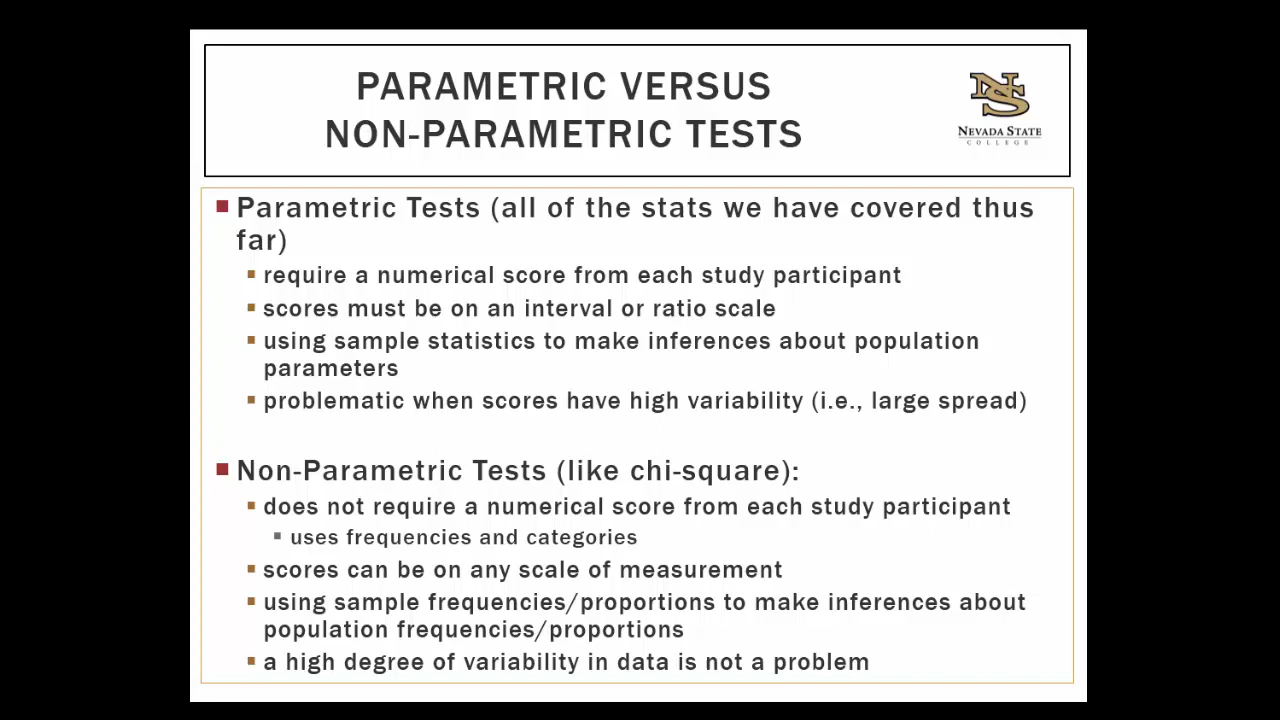 PARAMETRIC VERSUS
NON-PARAMETRIC TESTS
NS
NEVADA STATE
COLLEGE
Parametric Tests (all of the stats we have covered thus
far)
require a numerical score from each study participant
scores must be on an interval or ratio scale
using sample statistics to make inferences about population
parameters
problematic when scores have high variability (i.e., large spread)
Non-Parametric Tests (like chi-square):
does not require a numerical score from each study participant
uses frequencies and categories
scores can be on any scale of measurement
using sample frequencies/proportions to make inferences about
population frequencies/proportions
a high degree of variability in data is not a problem